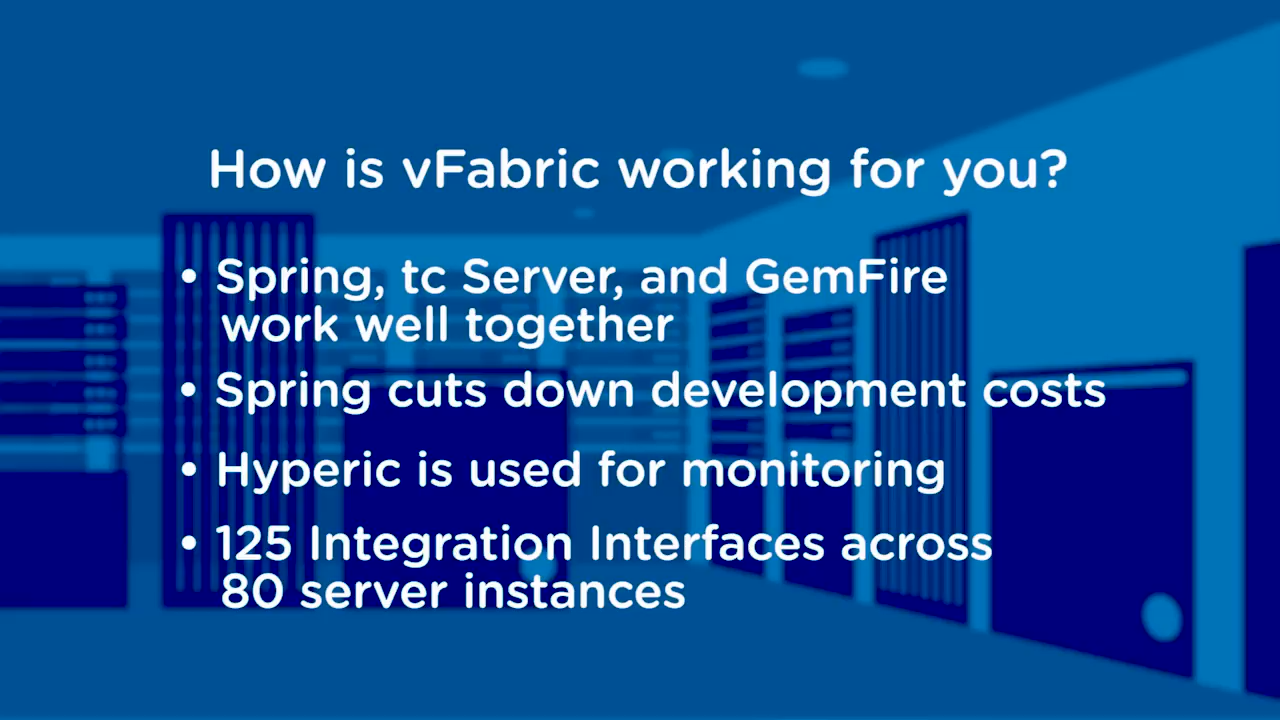 How is vFabric working for you?
• Spring, tc Server, and GemFire
work well together
• Spring cuts down development costs
• Hyperic is used for monitoring
• 125 Integration Interfaces across
80 server instances